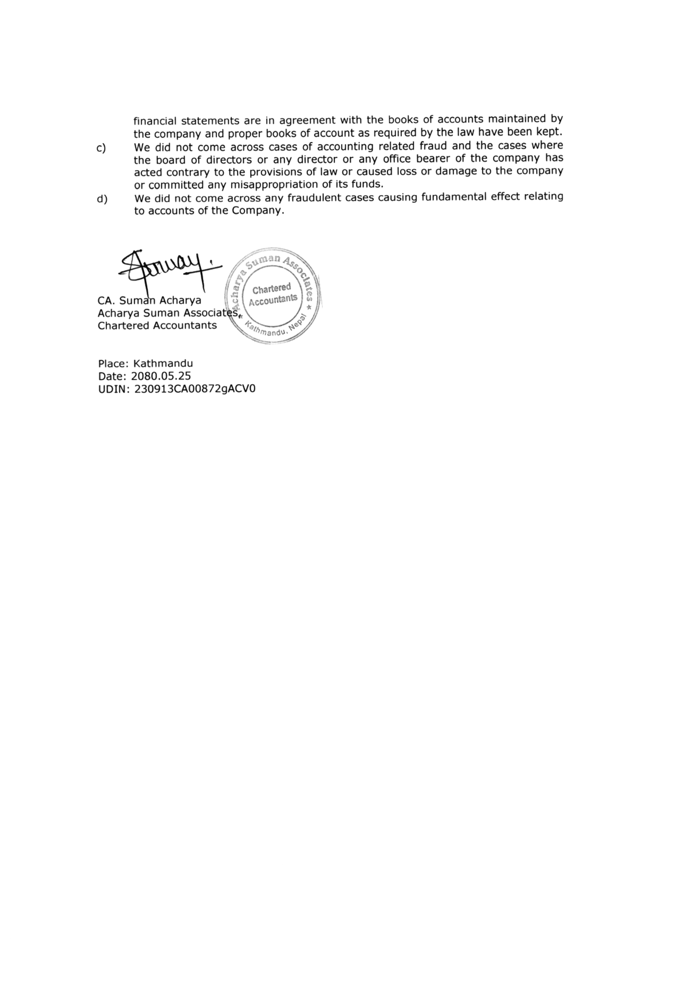 financial statements are in agreement with the books of accounts maintained by
the company and proper books of account as required by the law have been kept.
c) We did not come across cases of accounting related fraud and the cases where
the board of directors or any director or any office bearer of the company has
acted contrary to the provisions of law or caused loss or damage to the company
or committed any misappropriation of its funds.
d) We did not come across any fraudulent cases causing fundamental effect relating
to accounts of the Company.
Acharya Suman Associates
Chartered
Accountants
Kathmandu, Nepal
CA. Suman Acharya
Acharya Suman Associates,
Chartered Accountants
Place: Kathmandu
Date: 2080.05.25
UDIN: 230913CA00872gACV0